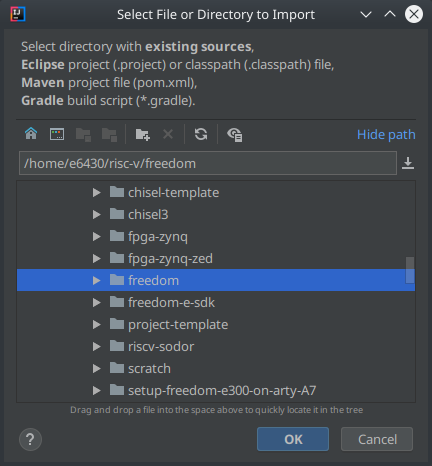 Select File or Directory to Import
Select directory with existing sources,
Eclipse project (.project) or classpath (.classpath) file,
Maven project file (pom.xml),
Gradle build script (*.gradle).
Hide path
/home/e6430/risc-v/freedom
chisel-template
chisel3
fpga-zynq
fpga-zynq-zed
freedom
freedom-e-sdk
project-template
riscv-sodor
scratch
setup-freedom-e300-on-arty-A7
Drag and drop a file into the space above to quickly locate it in the tree
?
OK
Cancel